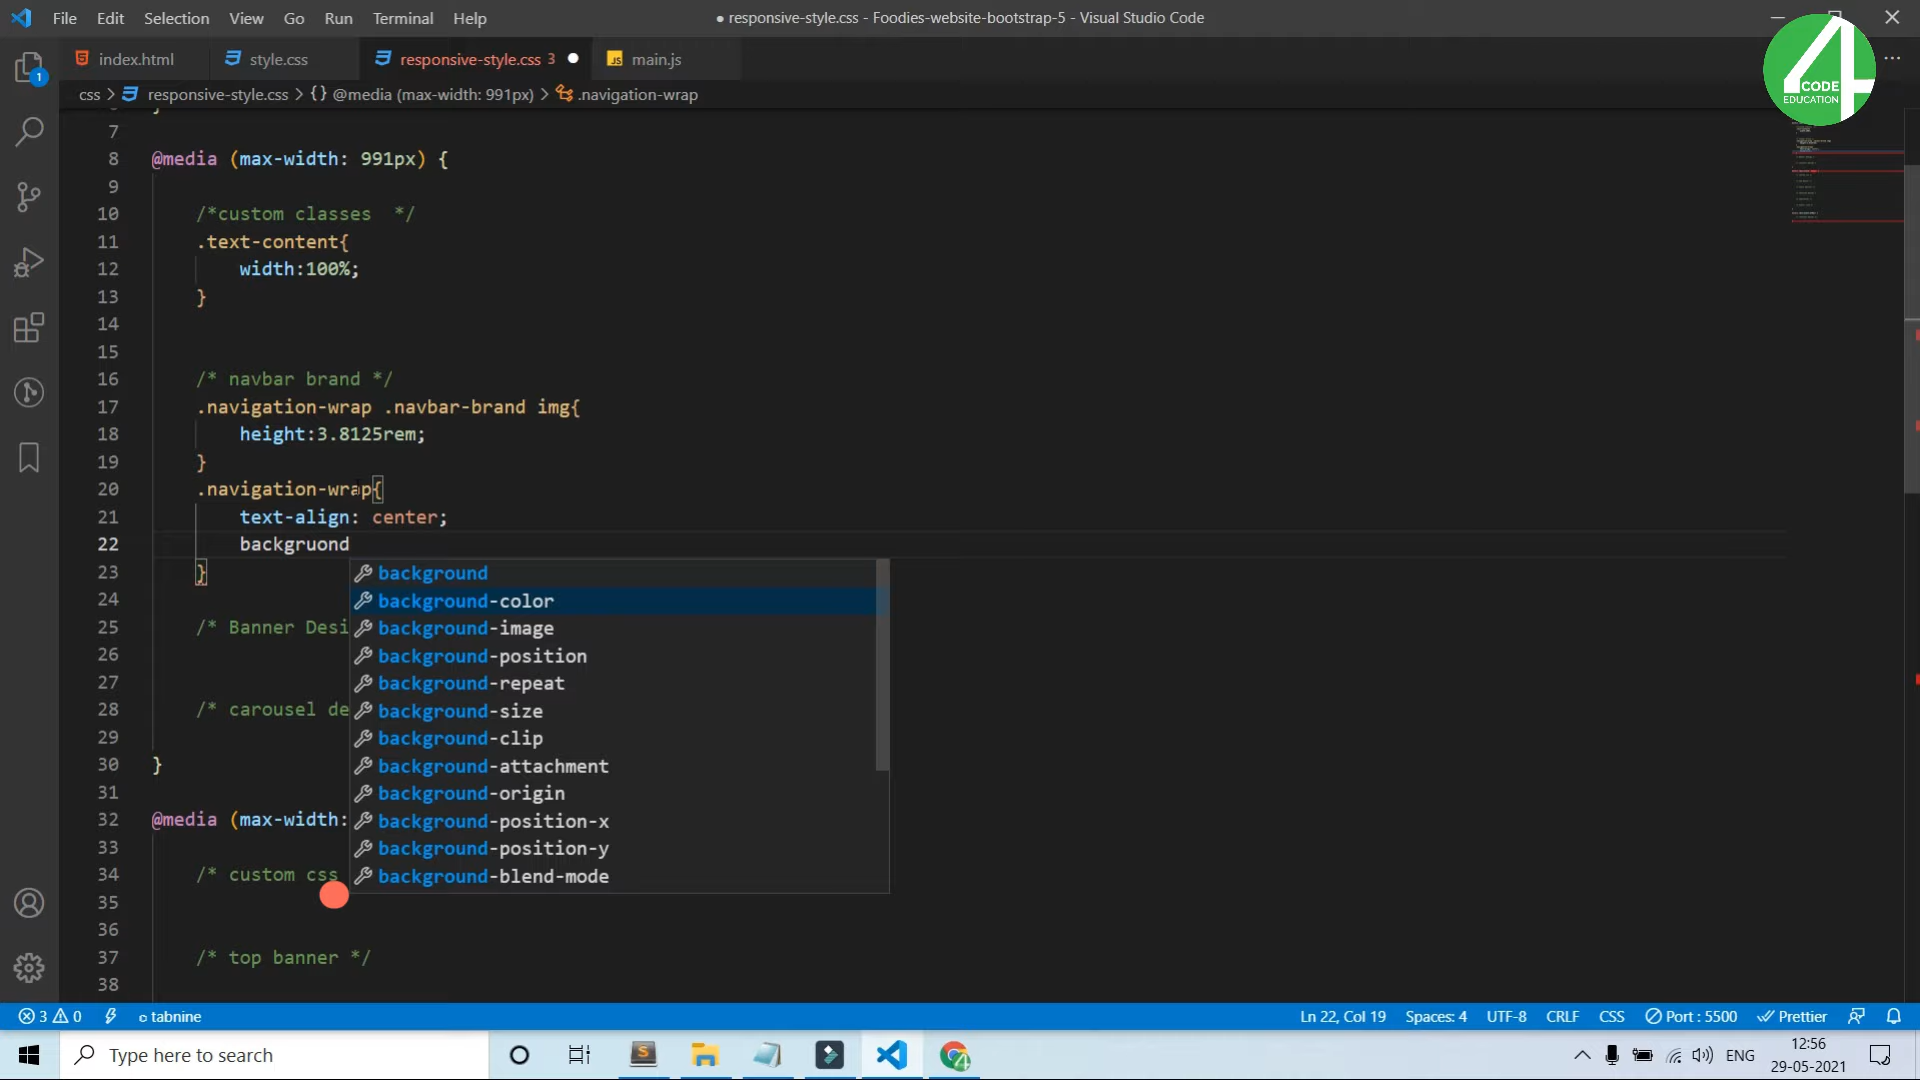 File Edit Selection View Go Run Terminal Help
● responsive-style.css - Foodies-website-bootstrap-5 - Visual Studio Code
index.html style.css responsive-style.css 3 JS main.js
4 CODE EDUCATION
css > responsive-style.css > {} @media (max-width: 991px) > .navigation-wrap
7
8 @media (max-width: 991px) {
9
10 /*custom classes */
11 .text-content{
12 width:100%;
13 }
14
15
16 /* navbar brand */
17 .navigation-wrap .navbar-brand img{
18 height:3.8125rem;
19 }
20 .navigation-wrap{
21 text-align: center;
22 backgruond
23 }
background
24
background-color
25 /* Banner Desi
background-image
26
background-position
27
background-repeat
28 /* carousel de
background-size
29
background-clip
30 }
background-attachment
31
background-origin
32 @media (max-width:
background-position-x
33
background-position-y
34 /* custom css
background-blend-mode
35
36
37 /* top banner */
38
1
3 0 tabnine
Ln 22, Col 19 Spaces: 4 UTF-8 CRLF CSS Port : 5500 Prettier
Type here to search
ENG
12:56
29-05-2021